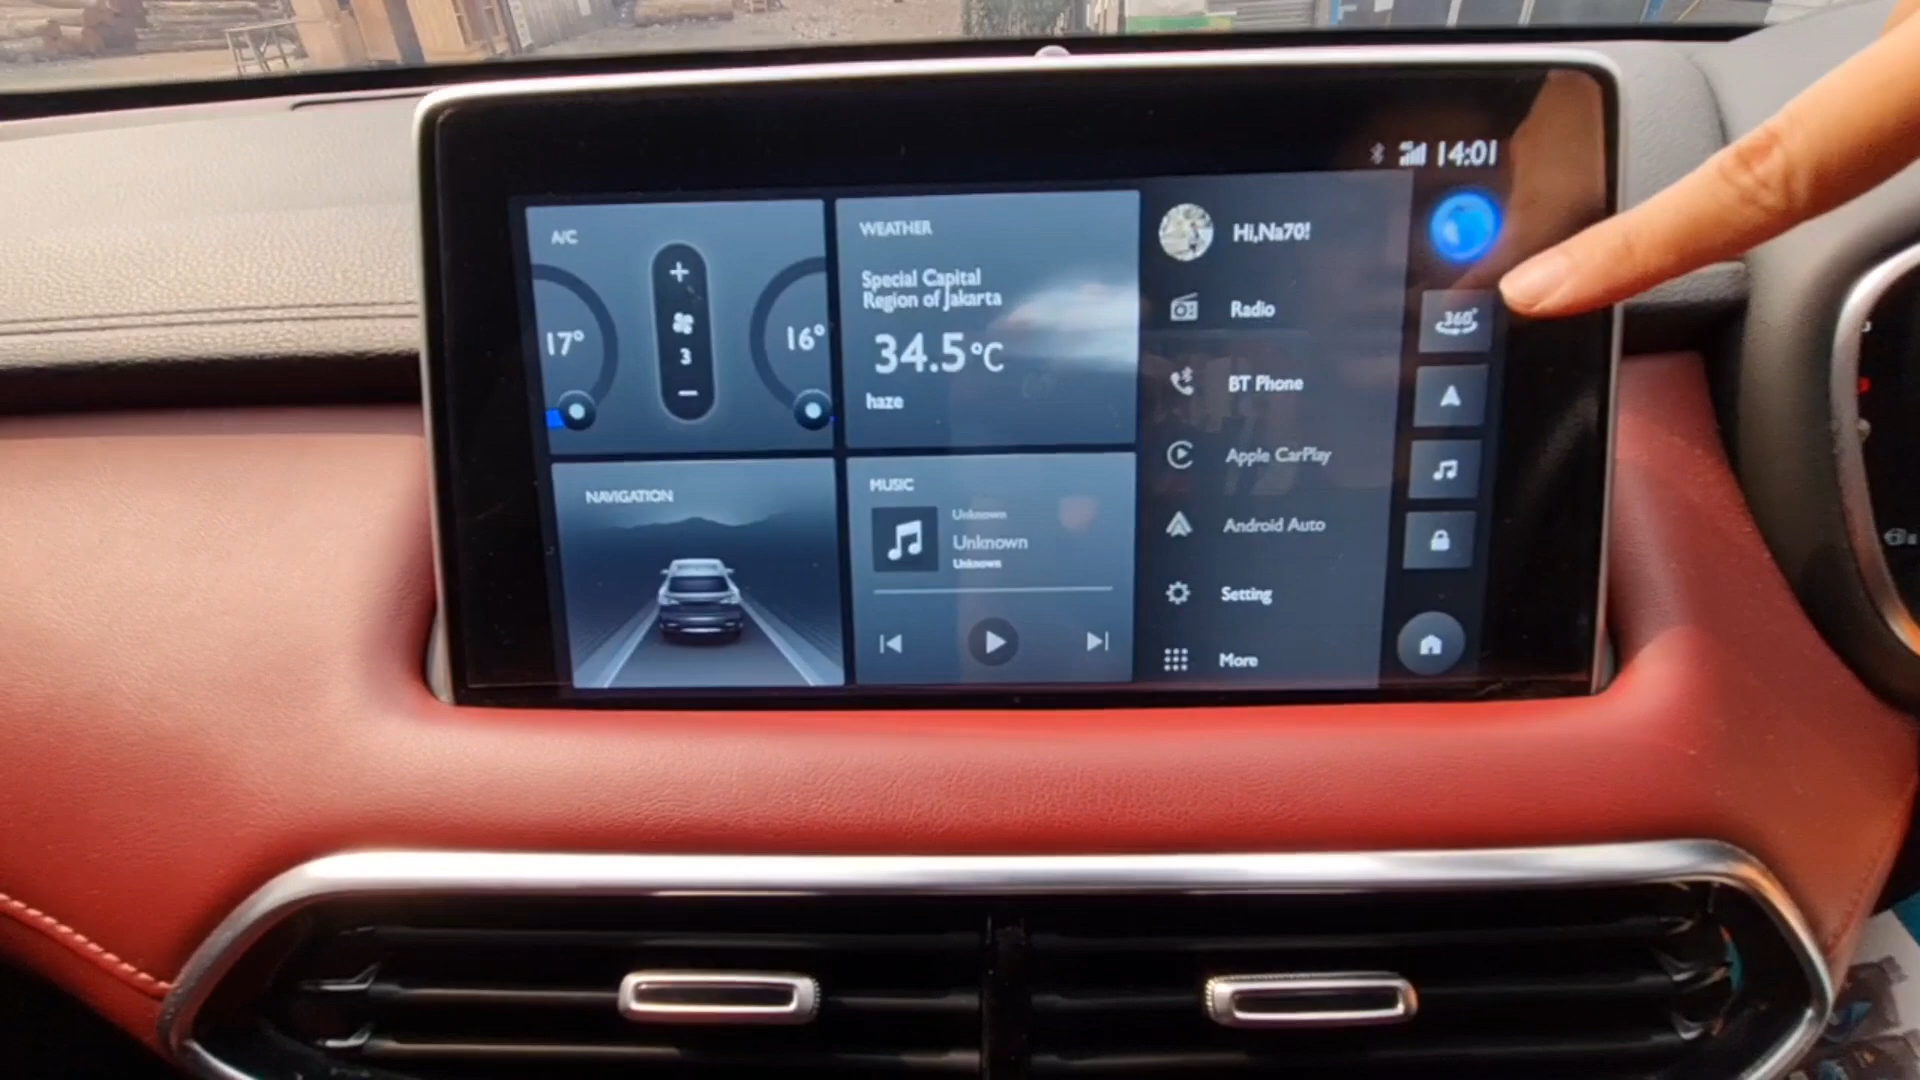 14:01
A/C
17°
+
3
—
16°
WEATHER
Special Capital
Region of Jakarta
34.5°C
haze
NAVIGATION
MUSIC
Unknown
Unknown
Unknown
Hi,Na70!
Radio
BT Phone
Apple CarPlay
Android Auto
Setting
More
360°